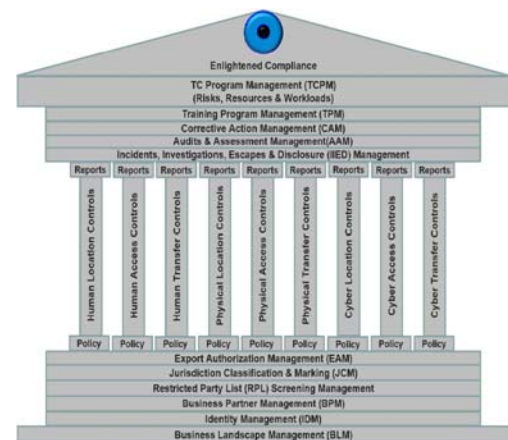 Enlightened Compliance
TC Program Management (TCPM)
(Risks, Resources & Workloads)
Training Program Management (TPM)
Corrective Action Management (CAM)
Audits & Assessment Management(AAM)
Incidents, Investigations, Escapes & Disclosure (IIED) Management
Reports Reports Reports Reports Reports Reports Reports Reports Reports
Human Location Controls
Human Access Controls
Human Transfer Controls
Physical Location Controls
Physical Access Controls
Physical Transfer Controls
Cyber Location Controls
Cyber Access Controls
Cyber Transfer Controls
Policy Policy Policy Policy Policy Policy Policy Policy Policy
Export Authorization Management (EAM)
Jurisdiction Classification & Marking (JCM)
Restricted Party List (RPL) Screening Management
Business Partner Management (BPM)
Identity Management (IDM)
Business Landscape Management (BLM)